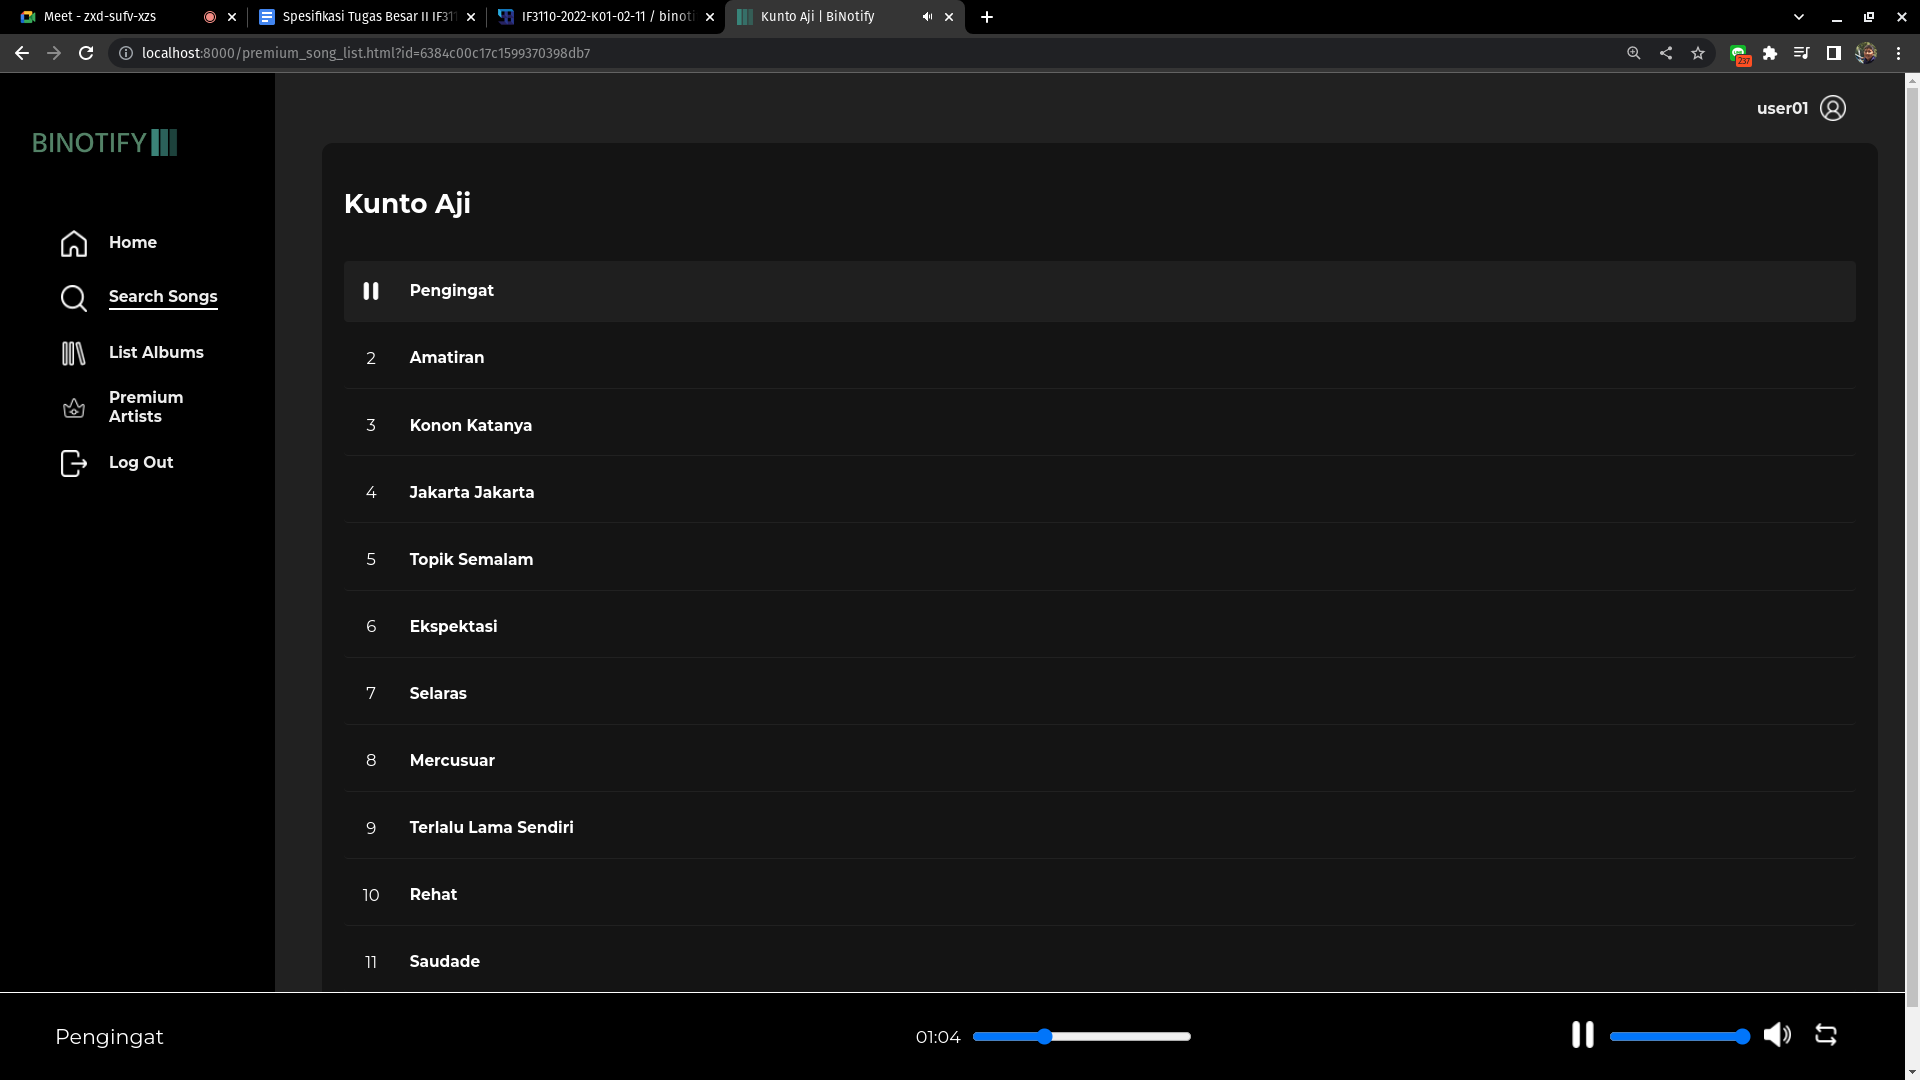 Meet - zxd-sufv-xzs
Spesifikasi Tugas Besar II IF311
IF3110-2022-K01-02-11 / binoti
Kunto Aji | BiNotify
localhost:8000/premium_song_list.html?id=6384c00c17c1599370398db7
237
BINOTIFY
user01
Home
Search Songs
List Albums
Premium
Artists
Log Out
Kunto Aji
Pengingat
2 Amatiran
3 Konon Katanya
4 Jakarta Jakarta
5 Topik Semalam
6 Ekspektasi
7 Selaras
8 Mercusuar
9 Terlalu Lama Sendiri
10 Rehat
11 Saudade
Pengingat
01:04